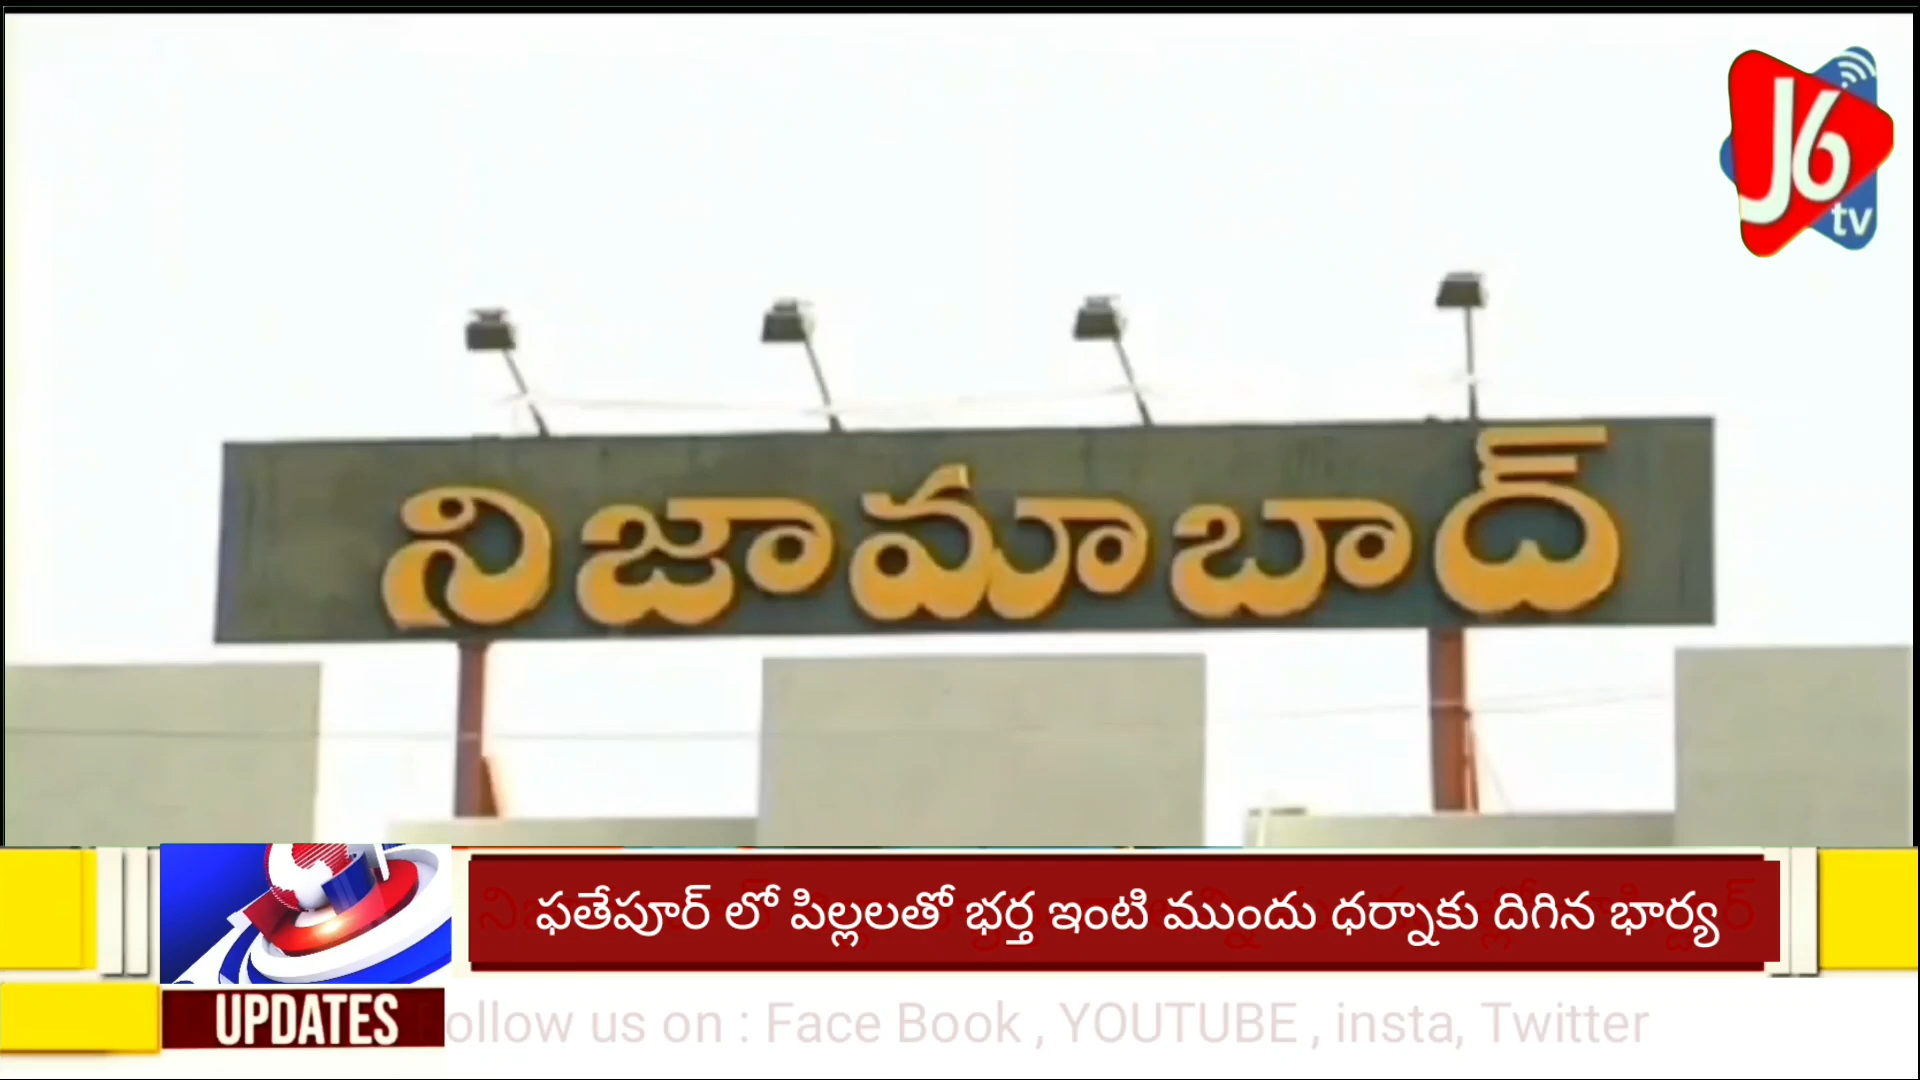 J6
tv
నిజామాబాద్
ఫతేపూర్ లో పిల్లలతో భర్త ఇంటి ముందు ధర్నాకు దిగిన భార్య
UPDATES
ollow us on : Face Book , YOUTUBE , insta, Twitter